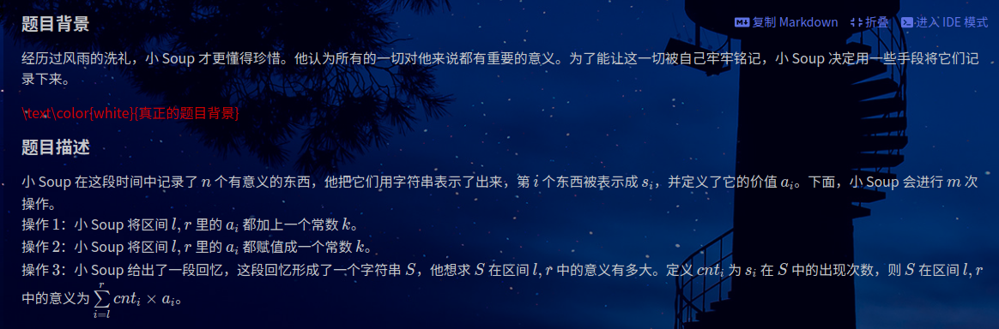 题目背景
复制 Markdown 折叠 进入 IDE 模式
经历过风雨的洗礼，小 Soup 才更懂得珍惜。他认为所有的一切对他来说都有重要的意义。为了能让这一切被自己牢牢铭记，小 Soup 决定用一些手段将它们记
录下来。
\text\color{white}{真正的题目背景}
题目描述
小 Soup 在这段时间中记录了 n 个有意义的东西，他把它们用字符串表示了出来，第 i 个东西被表示成 s_i，并定义了它的价值 a_i。下面，小 Soup 会进行 m 次
操作。
操作 1：小 Soup 将区间 l, r 里的 a_i 都加上一个常数 k。
操作 2：小 Soup 将区间 l, r 里的 a_i 都赋值成一个常数 k。
操作 3：小 Soup 给出了一段回忆，这段回忆形成了一个字符串 S，他想求 S 在区间 l, r 中的意义有多大。定义 cnt_i 为 s_i 在 S 中的出现次数，则 S 在区间 l, r
中的意义为 \sum_{i=l}^{r} cnt_i × a_i。